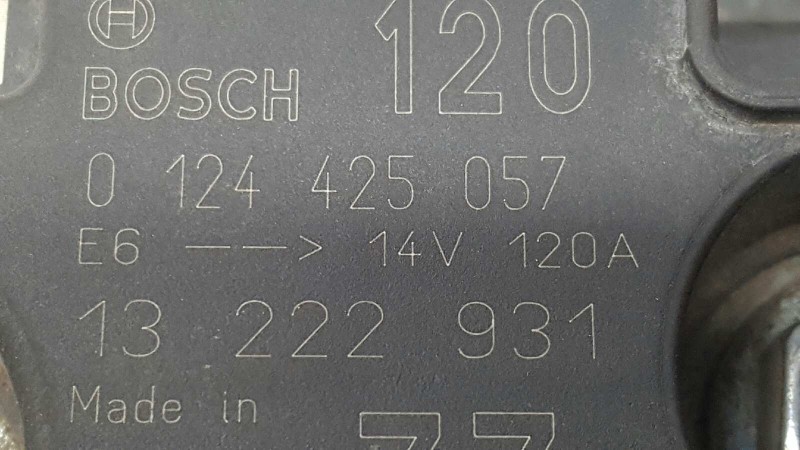 BOSCH 120
0 124 425 057
E6 ——> 14V 120A
13 222 931
Made in